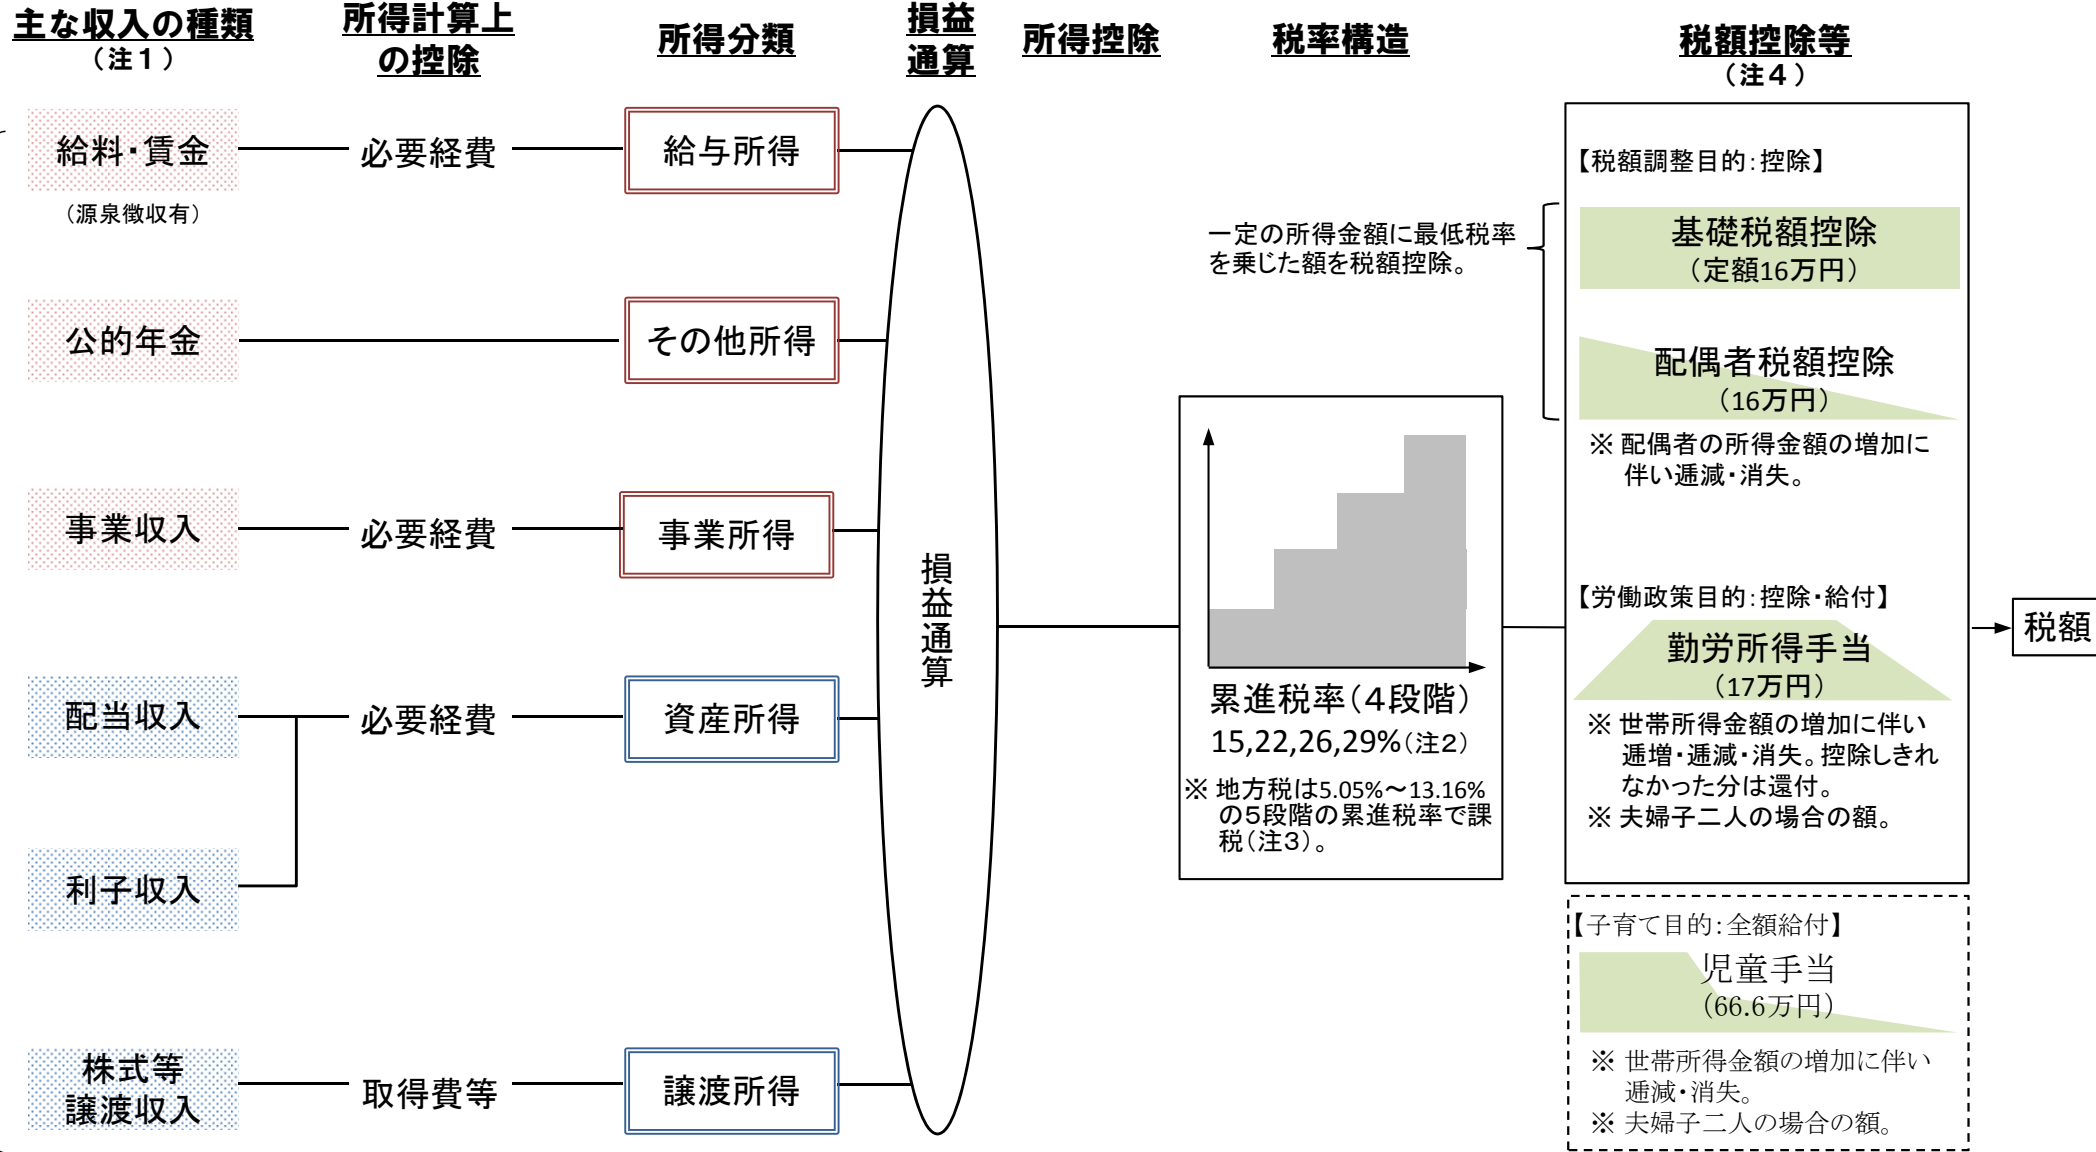 主な収入の種類
（注１）
所得計算上
の控除
所得分類
損益
通算
所得控除
税率構造
税額控除等
（注４）
給料・賃金
（源泉徴収有）
必要経費
給与所得
公的年金
その他所得
事業収入
必要経費
事業所得
配当収入
必要経費
資産所得
利子収入
株式等
譲渡収入
取得費等
譲渡所得
損益通算
累進税率（４段階）
15,22,26,29%（注２）
※ 地方税は5.05%～13.16%
の５段階の累進税率で課
税（注３）。
一定の所得金額に最低税率
を乗じた額を税額控除。
【税額調整目的：控除】
基礎税額控除
（定額16万円）
配偶者税額控除
（16万円）
※ 配偶者の所得金額の増加に
伴い逓減・消失。
【労働政策目的：控除・給付】
勤労所得手当
（17万円）
※ 世帯所得金額の増加に伴い
逓増・逓減・消失。控除しきれ
なかった分は還付。
※ 夫婦子二人の場合の額。
【子育て目的：全額給付】
児童手当
（66.6万円）
※ 世帯所得金額の増加に伴い
逓減・消失。
※ 夫婦子二人の場合の額。
税額